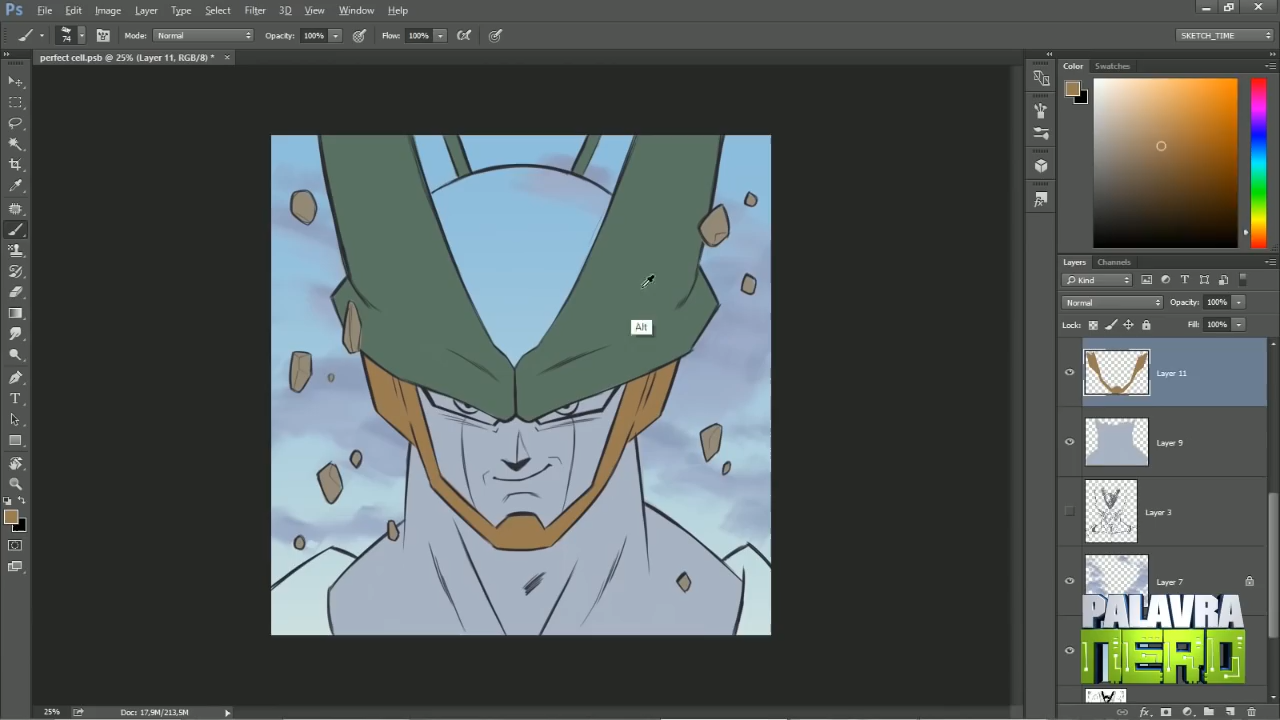 Ps File Edit Image Layer Type Select Filter 3D View Window Help
74 Mode: Normal Opacity: 100% Flow: 100% SKETCH_TIME
perfect cell.psb @ 25% (Layer 11, RGB/8) * ×
Color Swatches
Alt
Layers Channels
Kind
Normal Opacity: 100%
Lock: Fill: 100%
Layer 11
Layer 9
Layer 3
Layer 7
PALAVRA
NERD
25% Doc: 17,9M/213,5M